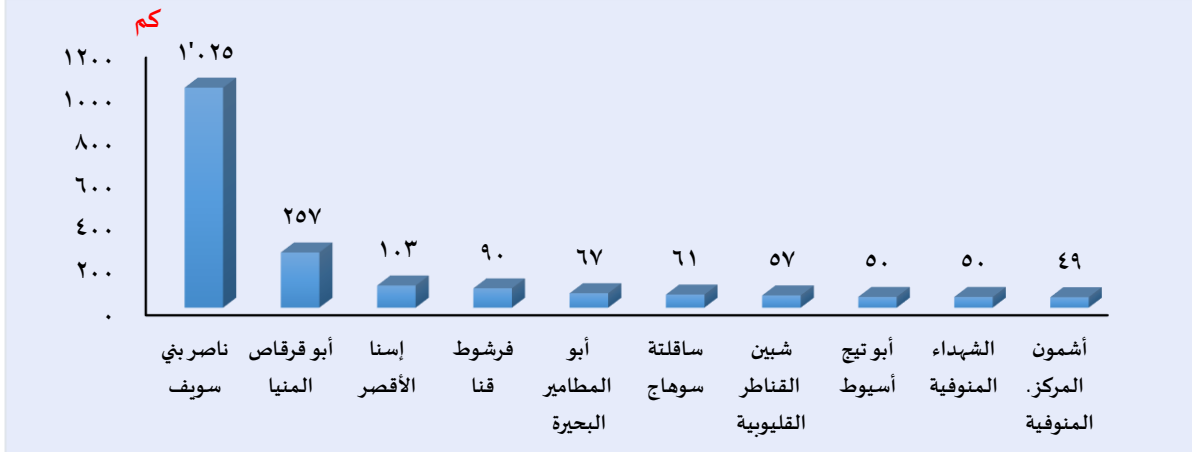 كم
١'٠٢٥
١٢٠٠
١٠٠٠
٨٠٠
٦٠٠
٤٠٠
٢٠٠
٠
٢٥٧
١٠٣
٩٠
٦٧
٦١
٥٧
٥٠
٥٠
٤٩
ناصر بني
سويف
أبو قرقاص
المنيا
إسنا
الأقصر
فرشوط
قنا
أبو
المطامير
البحيرة
ساقلتة
سوهاج
شبين
القناطر
القليوبية
أبو تيج
أسيوط
الشهداء
المنوفية
أشمون
المركز.
المنوفية